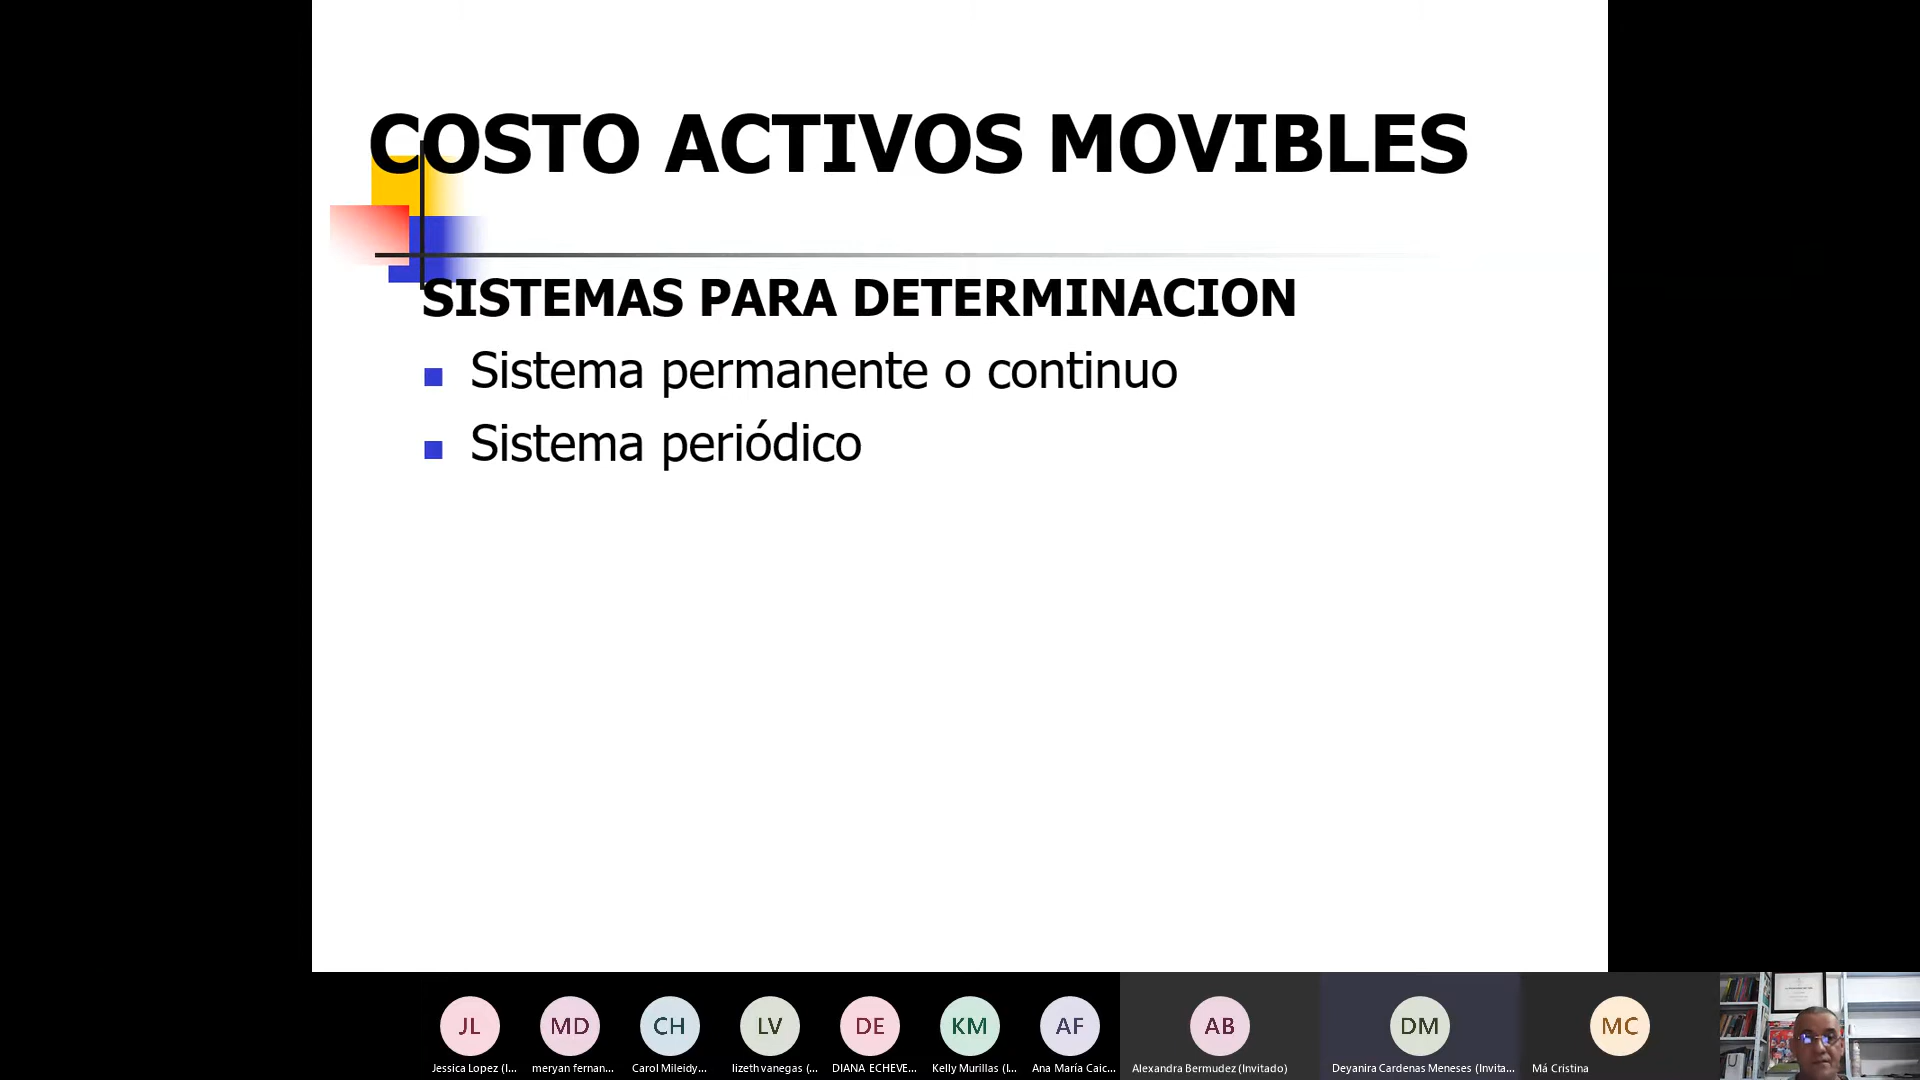 COSTO ACTIVOS MOVIBLES
SISTEMAS PARA DETERMINACION
Sistema permanente o continuo
Sistema periódico
JL MD CH LV DE KM AF AB DM MC
Jessica Lopez (I... meryan fernan... Carol Mileidy... lizeth vanegas (... DIANA ECHEVE... Kelly Murillas (I... Ana María Caic... Alexandra Bermudez (Invitado) Deyanira Cardenas Meneses (Invita... Má Cristina